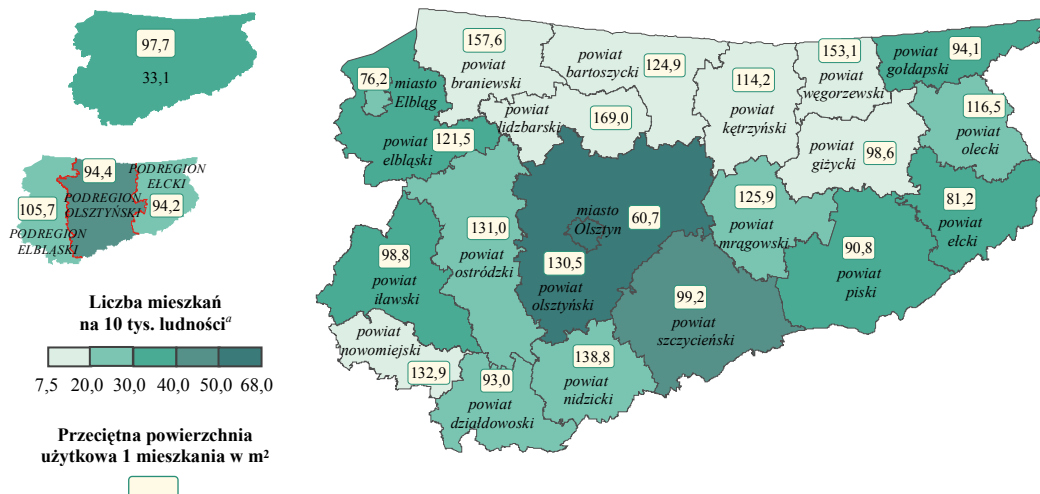 97,7
33,1
94,4
PODREGION
EŁCKI
PODREGION
OLSZTYŃSKI
94,2
105,7
PODREGION
ELBLĄSKI
Liczba mieszkań
na 10 tys. ludnościᵃ
7,5 20,0 30,0 40,0 50,0 68,0
Przeciętna powierzchnia
użytkowa 1 mieszkania w m²
157,6
powiat
braniewski
powiat
bartoszycki
124,9
114,2
powiat
kętrzyński
153,1
powiat
węgorzewski
powiat
gołdapski
94,1
76,2
miasto
Elbląg
powiat
lidzbarski
169,0
116,5
powiat
olecki
powiat
elbląski
121,5
powiat
giżycki
98,6
131,0
powiat
ostródzki
miasto
Olsztyn
60,7
125,9
powiat
mrągowski
81,2
powiat
ełcki
98,8
powiat
iławski
130,5
powiat
olsztyński
90,8
powiat
piski
99,2
powiat
szczycieński
powiat
nowomiejski
132,9
93,0
powiat
działdowoski
138,8
powiat
nidzicki